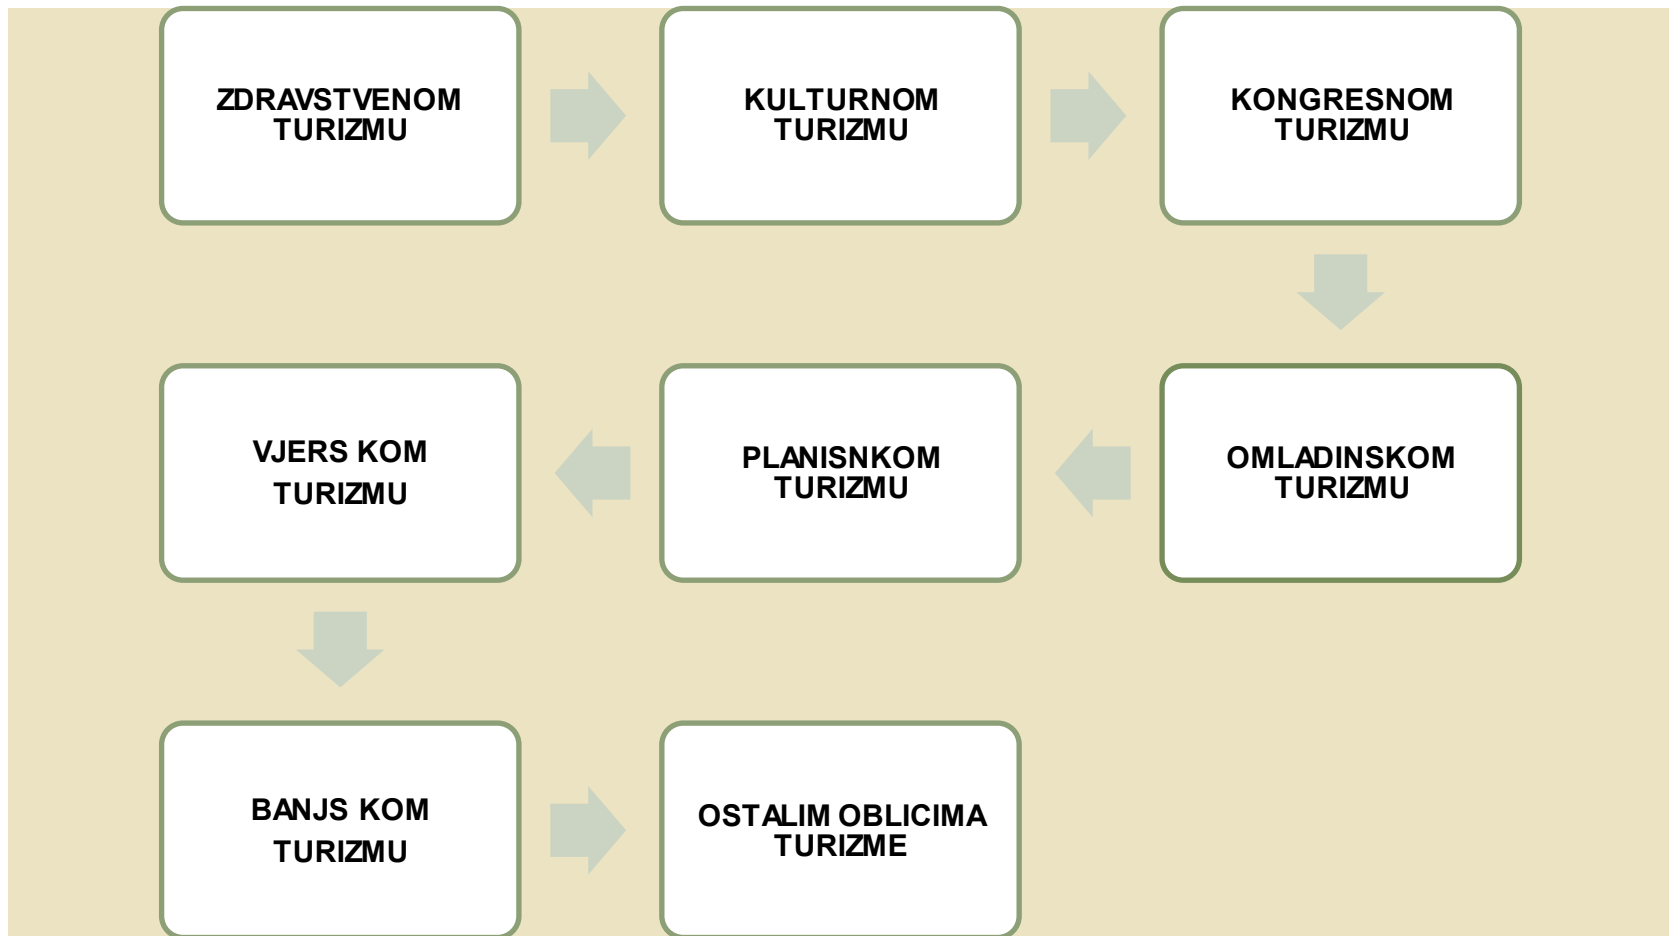 ZDRAVSTVENOM
TURIZMU
KULTURNOM
TURIZMU
KONGRESNOM
TURIZMU
OMLADINSKOM
TURIZMU
PLANISNKOM
TURIZMU
VJERS KOM
TURIZMU
BANJS KOM
TURIZMU
OSTALIM OBLICIMA
TURIZME